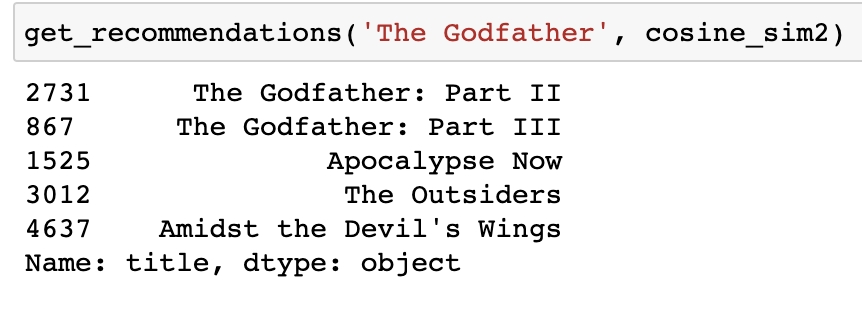 get_recommendations('The Godfather', cosine_sim2)
2731 The Godfather: Part II
867 The Godfather: Part III
1525 Apocalypse Now
3012 The Outsiders
4637 Amidst the Devil's Wings
Name: title, dtype: object